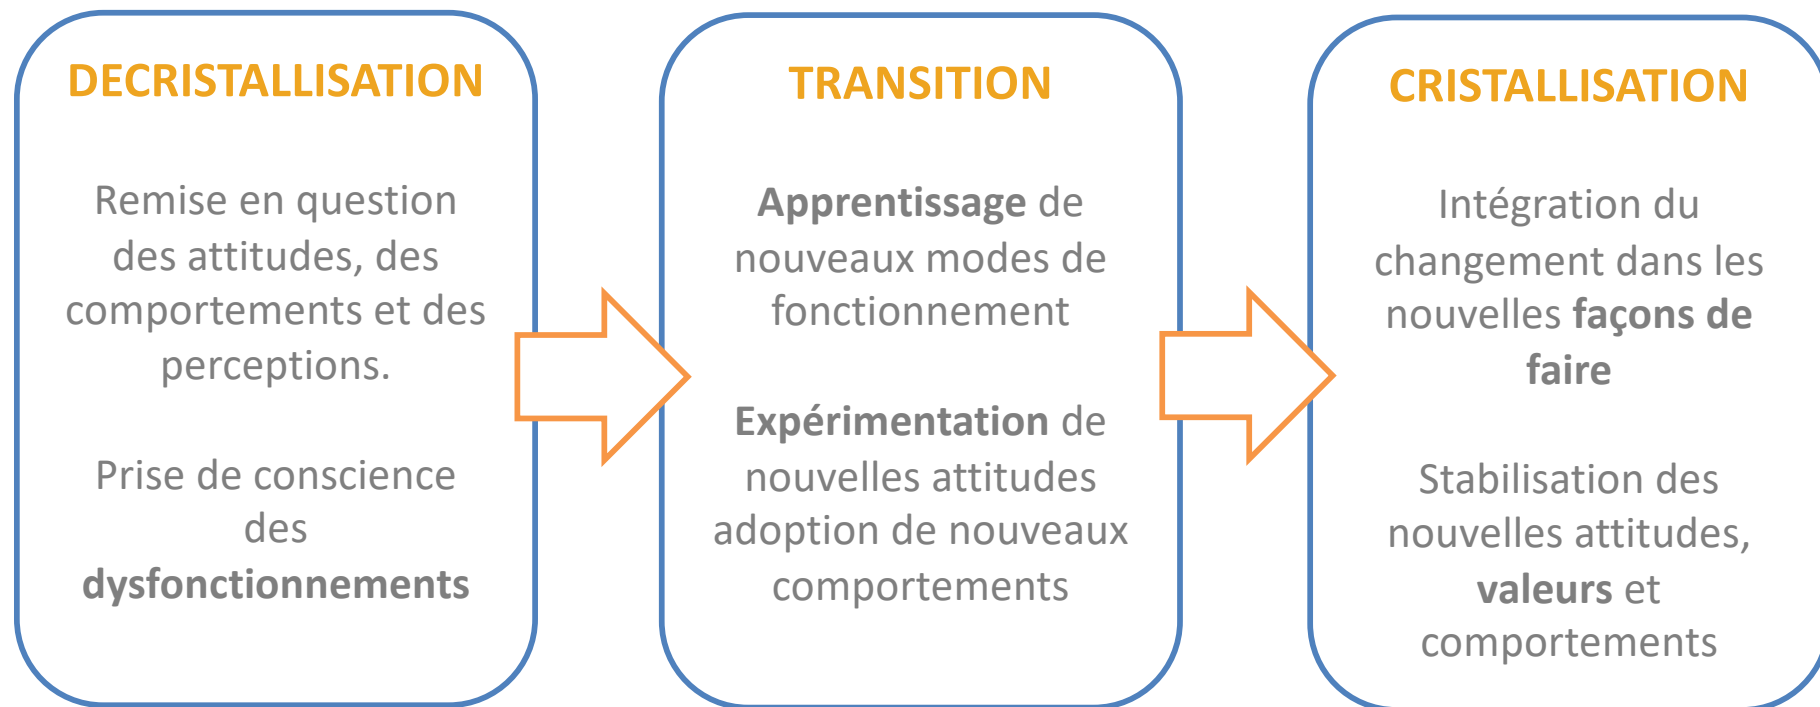 DECRISTALLISATION
Remise en question
des attitudes, des
comportements et des
perceptions.
Prise de conscience
des
dysfonctionnements
TRANSITION
Apprentissage de
nouveaux modes de
fonctionnement
Expérimentation de
nouvelles attitudes
adoption de nouveaux
comportements
CRISTALLISATION
Intégration du
changement dans les
nouvelles façons de
faire
Stabilisation des
nouvelles attitudes,
valeurs et
comportements